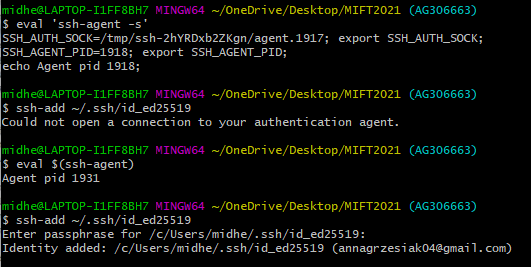 midhe@LAPTOP-I1FF8BH7 MINGW64 ~/OneDrive/Desktop/MIFT2021 (AG3O6663)
$ eval 'ssh-agent -s'
SSH_AUTH_SOCK=/tmp/ssh-2hYRDxb2ZKgn/agent.1917; export SSH_AUTH_SOCK;
SSH_AGENT_PID=1918; export SSH_AGENT_PID;
echo Agent pid 1918;
midhe@LAPTOP-I1FF8BH7 MINGW64 ~/OneDrive/Desktop/MIFT2021 (AG3O6663)
$ ssh-add ~/.ssh/id_ed25519
Could not open a connection to your authentication agent.
midhe@LAPTOP-I1FF8BH7 MINGW64 ~/OneDrive/Desktop/MIFT2021 (AG3O6663)
$ eval $(ssh-agent)
Agent pid 1931
midhe@LAPTOP-I1FF8BH7 MINGW64 ~/OneDrive/Desktop/MIFT2021 (AG3O6663)
$ ssh-add ~/.ssh/id_ed25519
Enter passphrase for /c/Users/midhe/.ssh/id_ed25519:
Identity added: /c/Users/midhe/.ssh/id_ed25519 (annagrzesiak04@gmail.com)